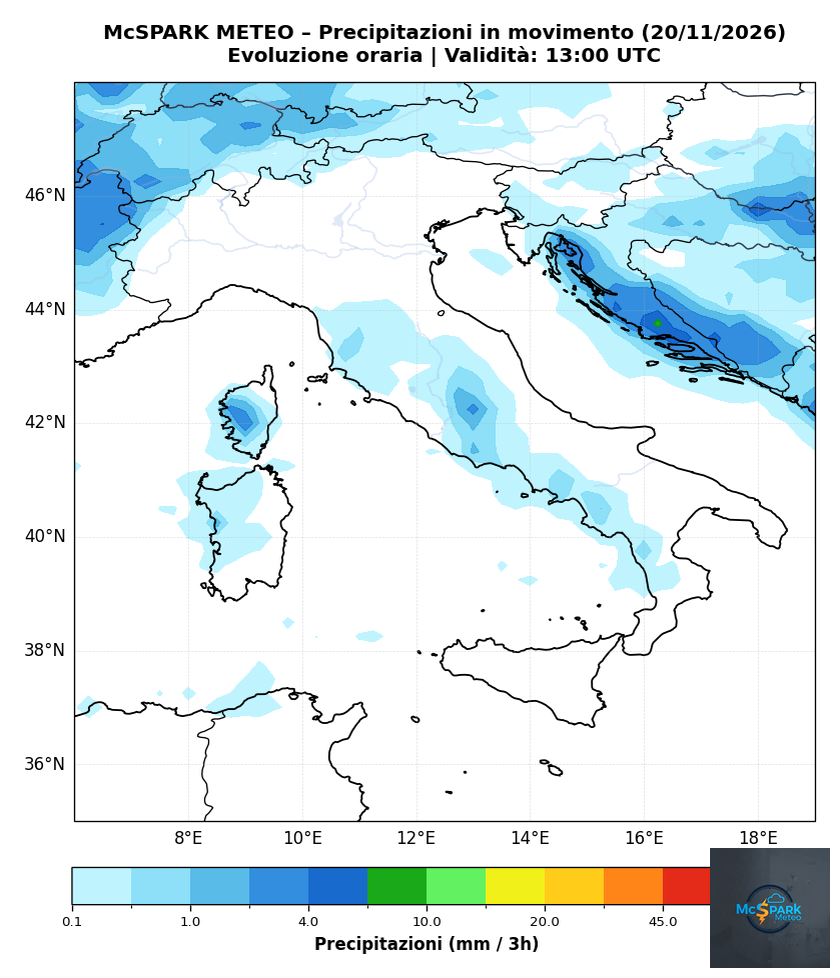 McSPARK METEO – Precipitazioni in movimento (20/11/2026)
Evoluzione oraria | Validità: 13:00 UTC
46°N
44°N
42°N
40°N
38°N
36°N
8°E 10°E 12°E 14°E 16°E 18°E
0.1 1.0 4.0 10.0 20.0 45.0
Precipitazioni (mm / 3h)
McSPARK
Meteo